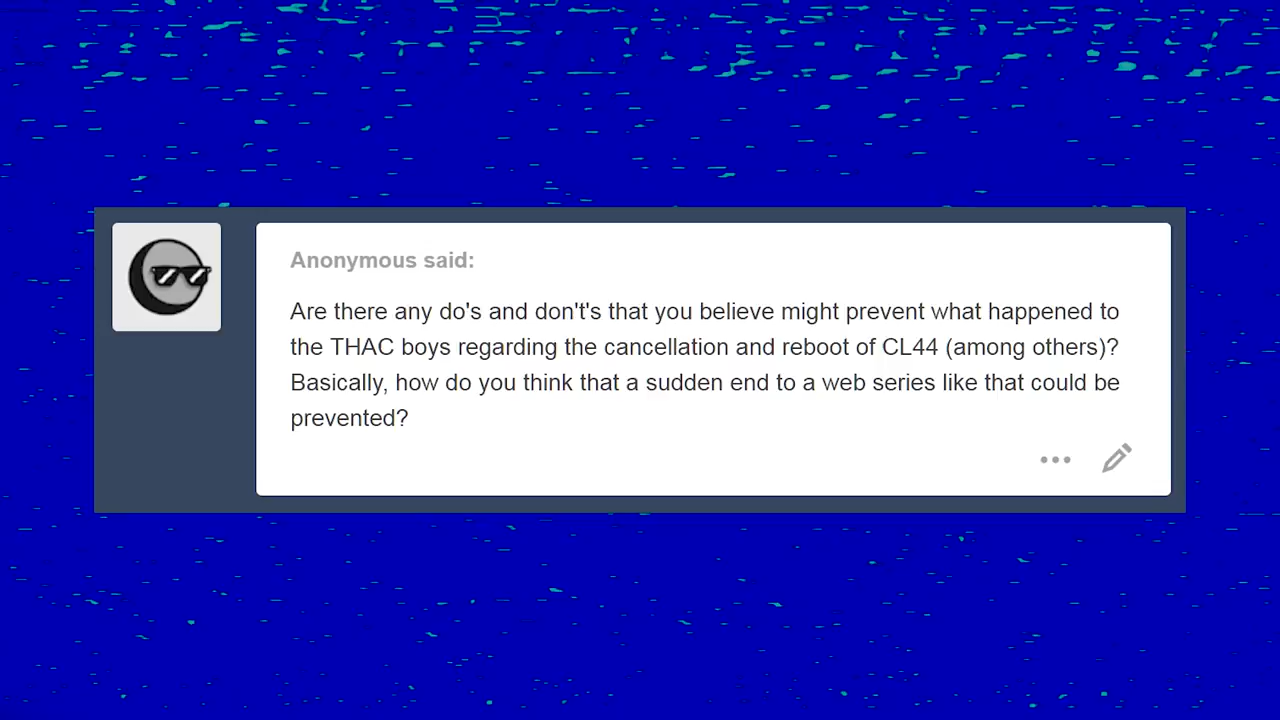 Anonymous said:
Are there any do's and don't's that you believe might prevent what happened to
the THAC boys regarding the cancellation and reboot of CL44 (among others)?
Basically, how do you think that a sudden end to a web series like that could be
prevented?